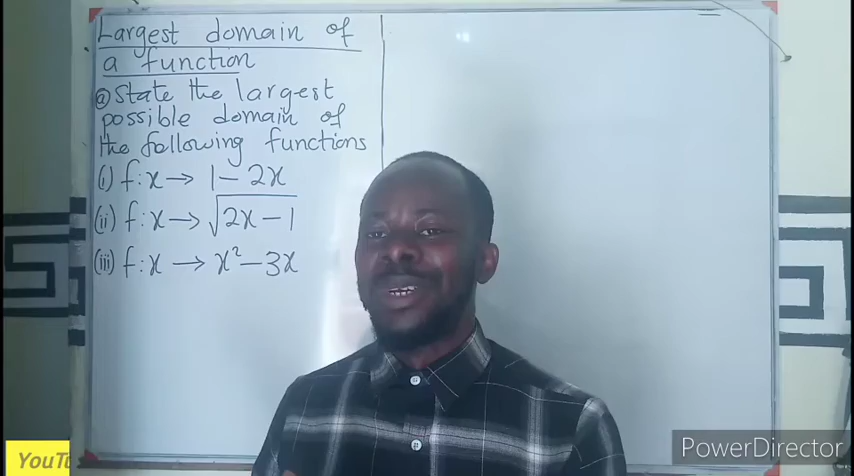 Largest domain of
a function
ⓐ State the largest
possible domain of
the following functions
(i) f:x → 1 - 2x
(ii) f:x → √(2x - 1)
(iii) f:x → x² - 3x
YouTu
PowerDirector